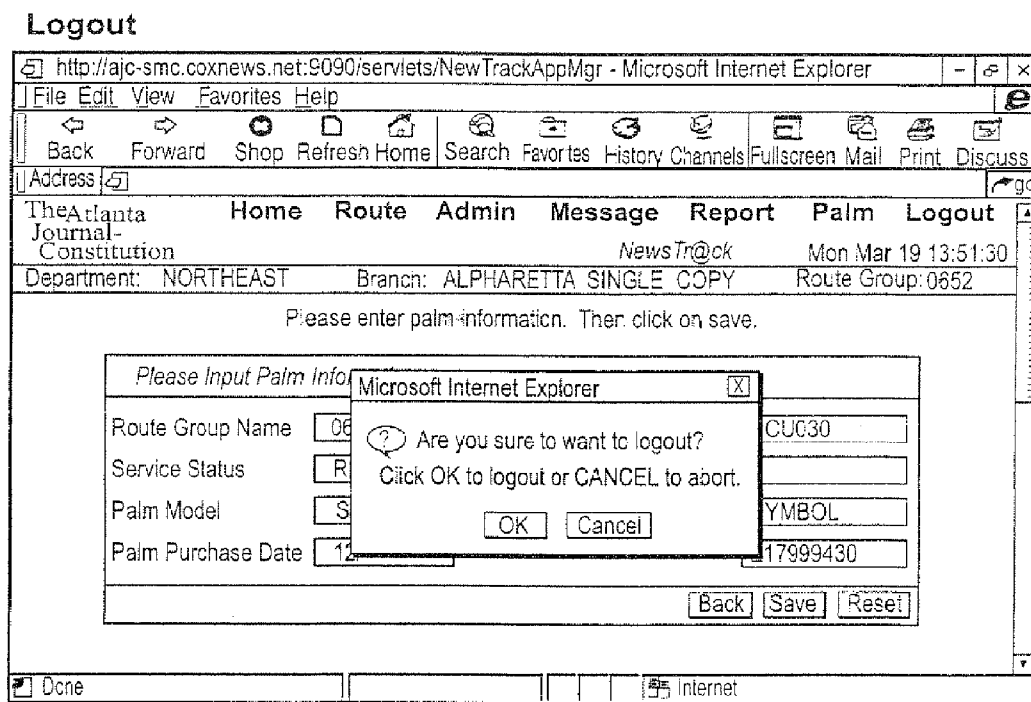 Logout
http://ajc-smc.coxnews.net:9090/servlets/NewTrackAppMgr - Microsoft Internet Explorer
File Edit View Favorites Help
Back Forward Shop Refresh Home Search Favorites History Channels Fullscreen Mail Print Discuss
Address go
The Atlanta Journal-Constitution
Home Route Admin Message Report Palm Logout
NewsTr@ck Mon Mar 19 13:51:30
Department: NORTHEAST Branch: ALPHARETTA SINGLE COPY Route Group: 0652
Please enter palm information. Then click on save.
Please Input Palm
Microsoft Internet Explorer X
Are you sure to want to logout?
Click OK to logout or CANCEL to abort.
OK Cancel
Route Group Name 06 CU030
Service Status R
Palm Model S YMBOL
Palm Purchase Date 12 17999430
Back Save Reset
Done Internet